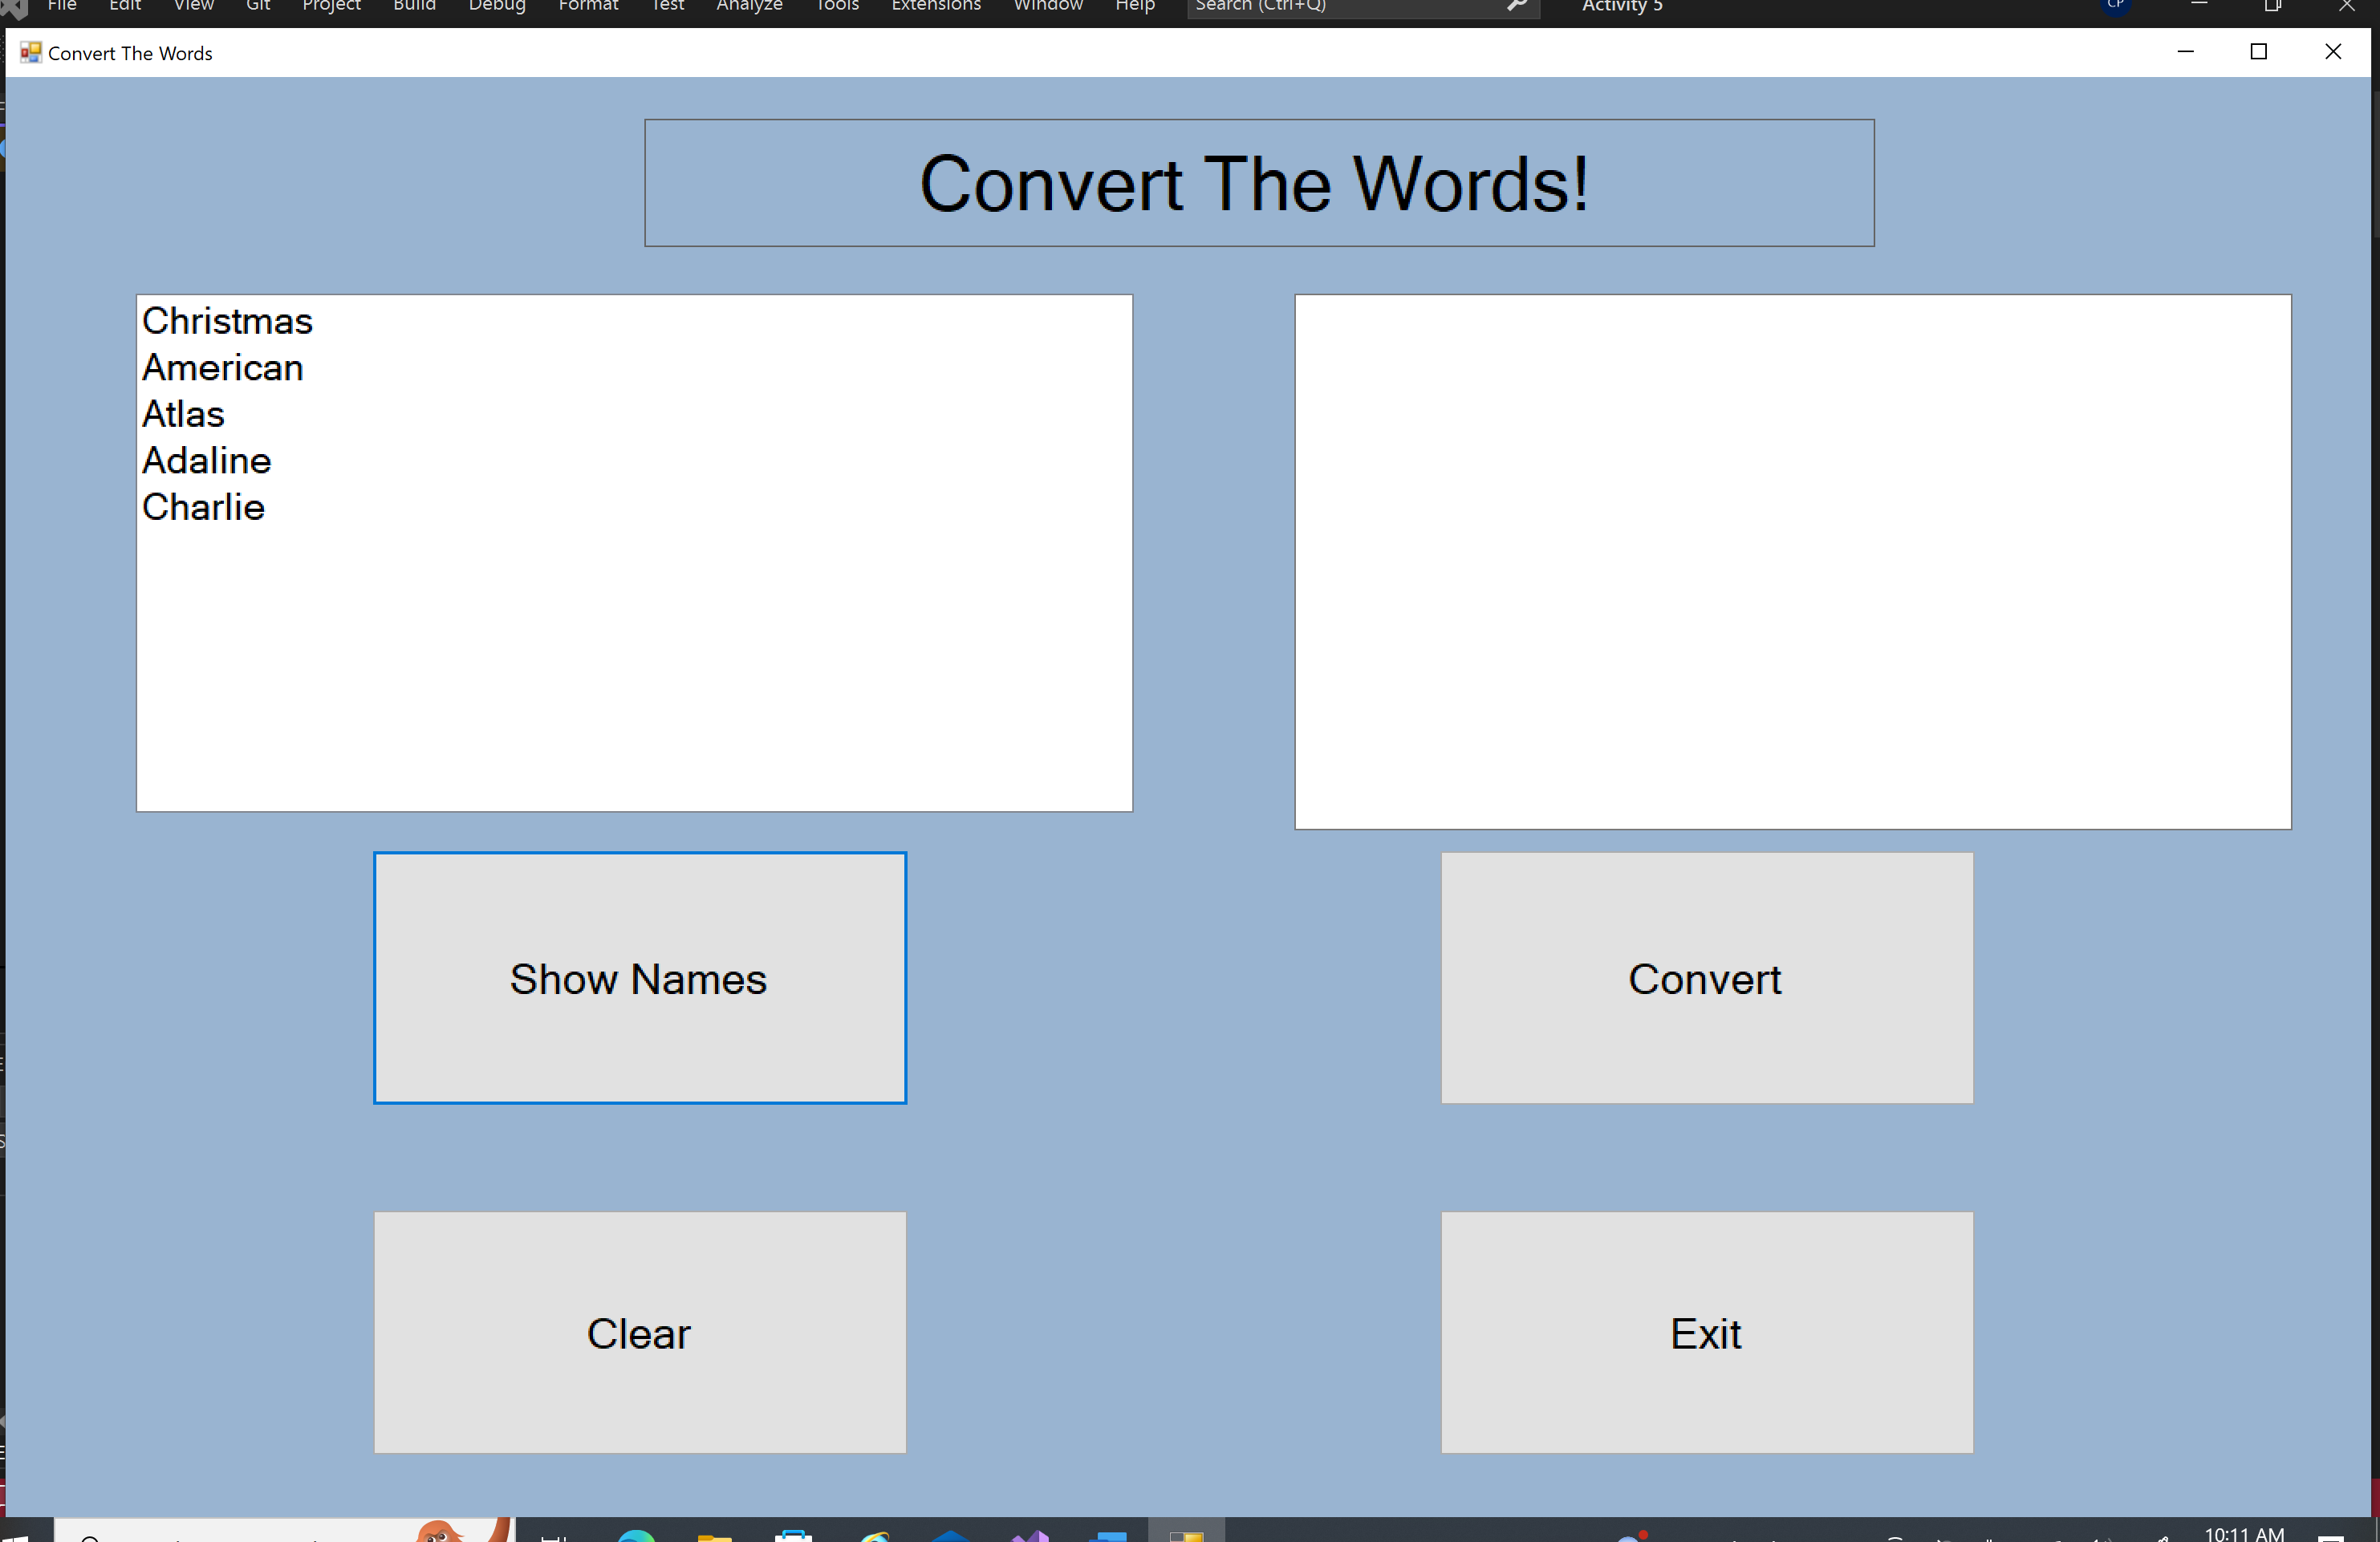 File Edit View Git Project Build Debug Format Test Analyze Tools Extensions Window Help Search (Ctrl+Q) Activity 5 CP
Convert The Words
Convert The Words!
Christmas
American
Atlas
Adaline
Charlie
Show Names
Convert
Clear
Exit
10:11 AM